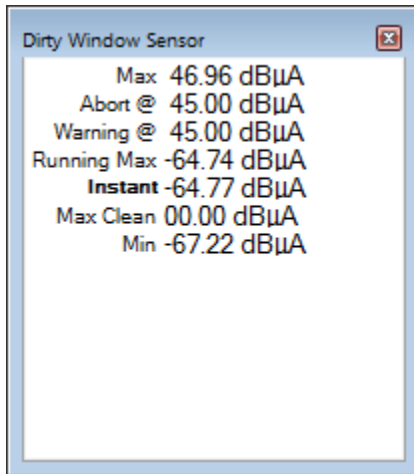 Dirty Window Sensor
Max 46.96 dBµA
Abort @ 45.00 dBµA
Warning @ 45.00 dBµA
Running Max -64.74 dBµA
Instant -64.77 dBµA
Max Clean 00.00 dBµA
Min -67.22 dBµA